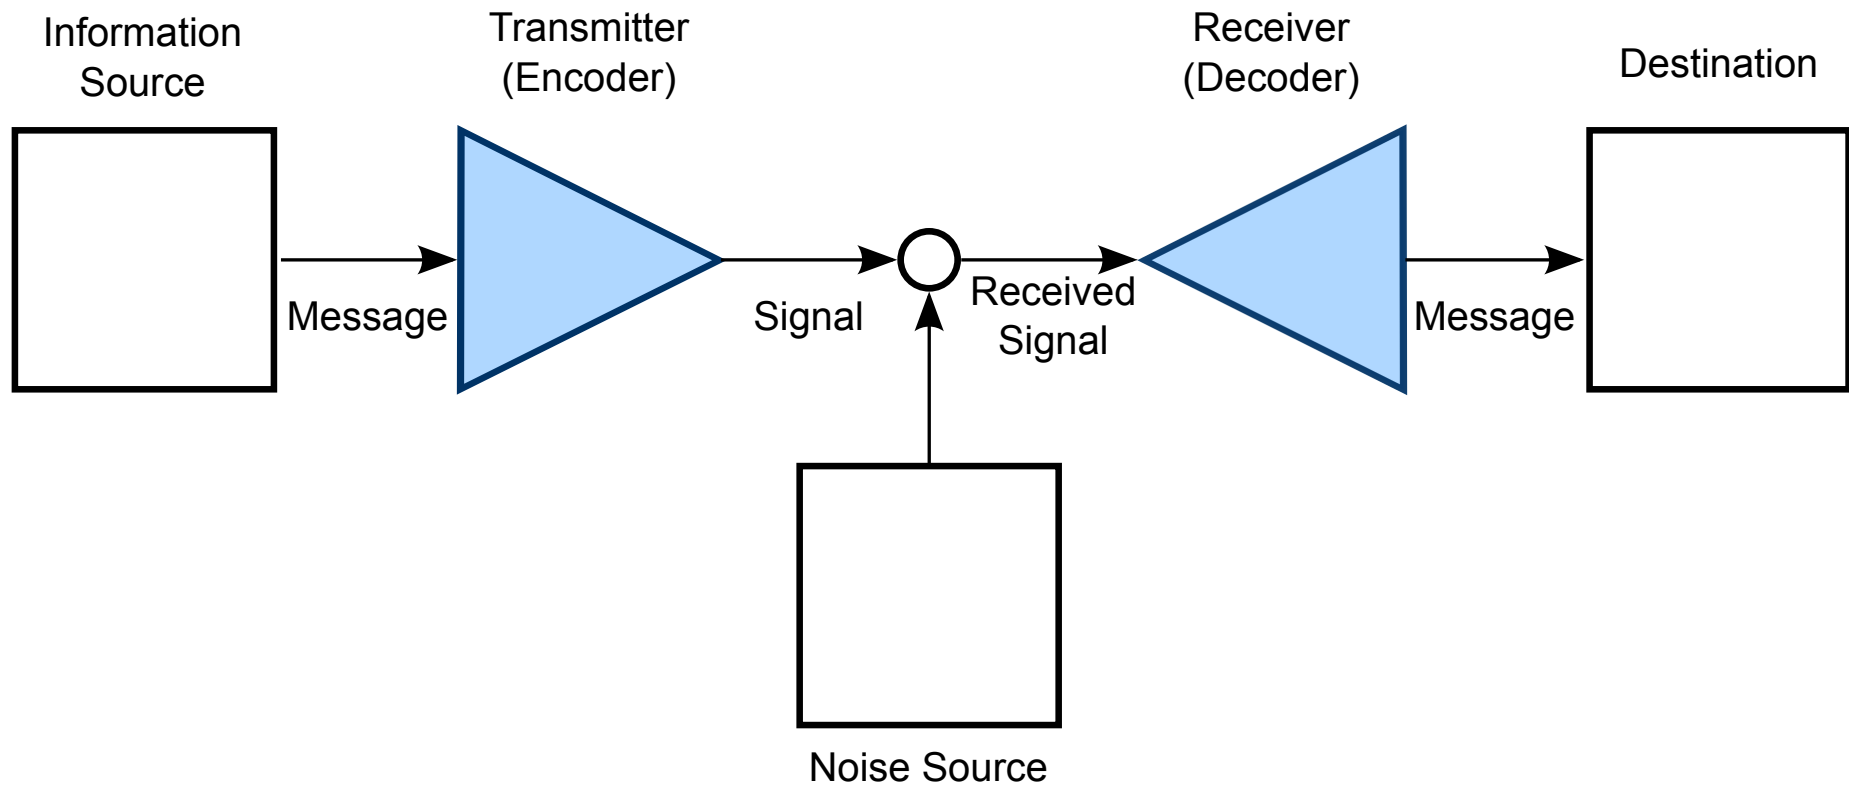 Information
Source
Transmitter
(Encoder)
Receiver
(Decoder)
Destination
Message
Signal
Received
Signal
Message
Noise Source